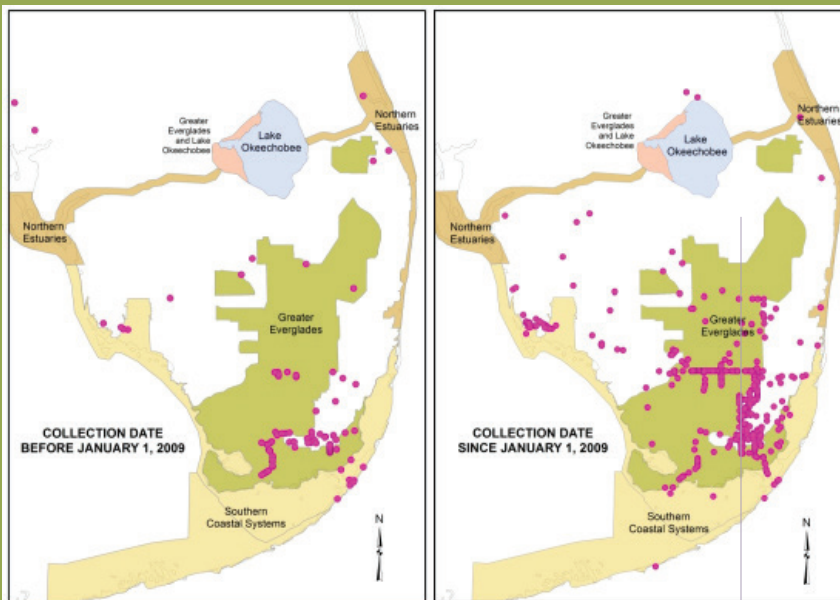 Greater
Everglades
and Lake
Okeechobee
Lake
Okeechobee
Northern
Estuaries
Northern
Estuaries
Greater
Everglades
COLLECTION DATE
BEFORE JANUARY 1, 2009
Southern
Coastal Systems
N
Greater
Everglades
and Lake
Okeechobee
Lake
Okeechobee
Northern
Estuaries
Northern
Estuaries
Greater
Everglades
COLLECTION DATE
SINCE JANUARY 1, 2009
Southern
Coastal Systems
N